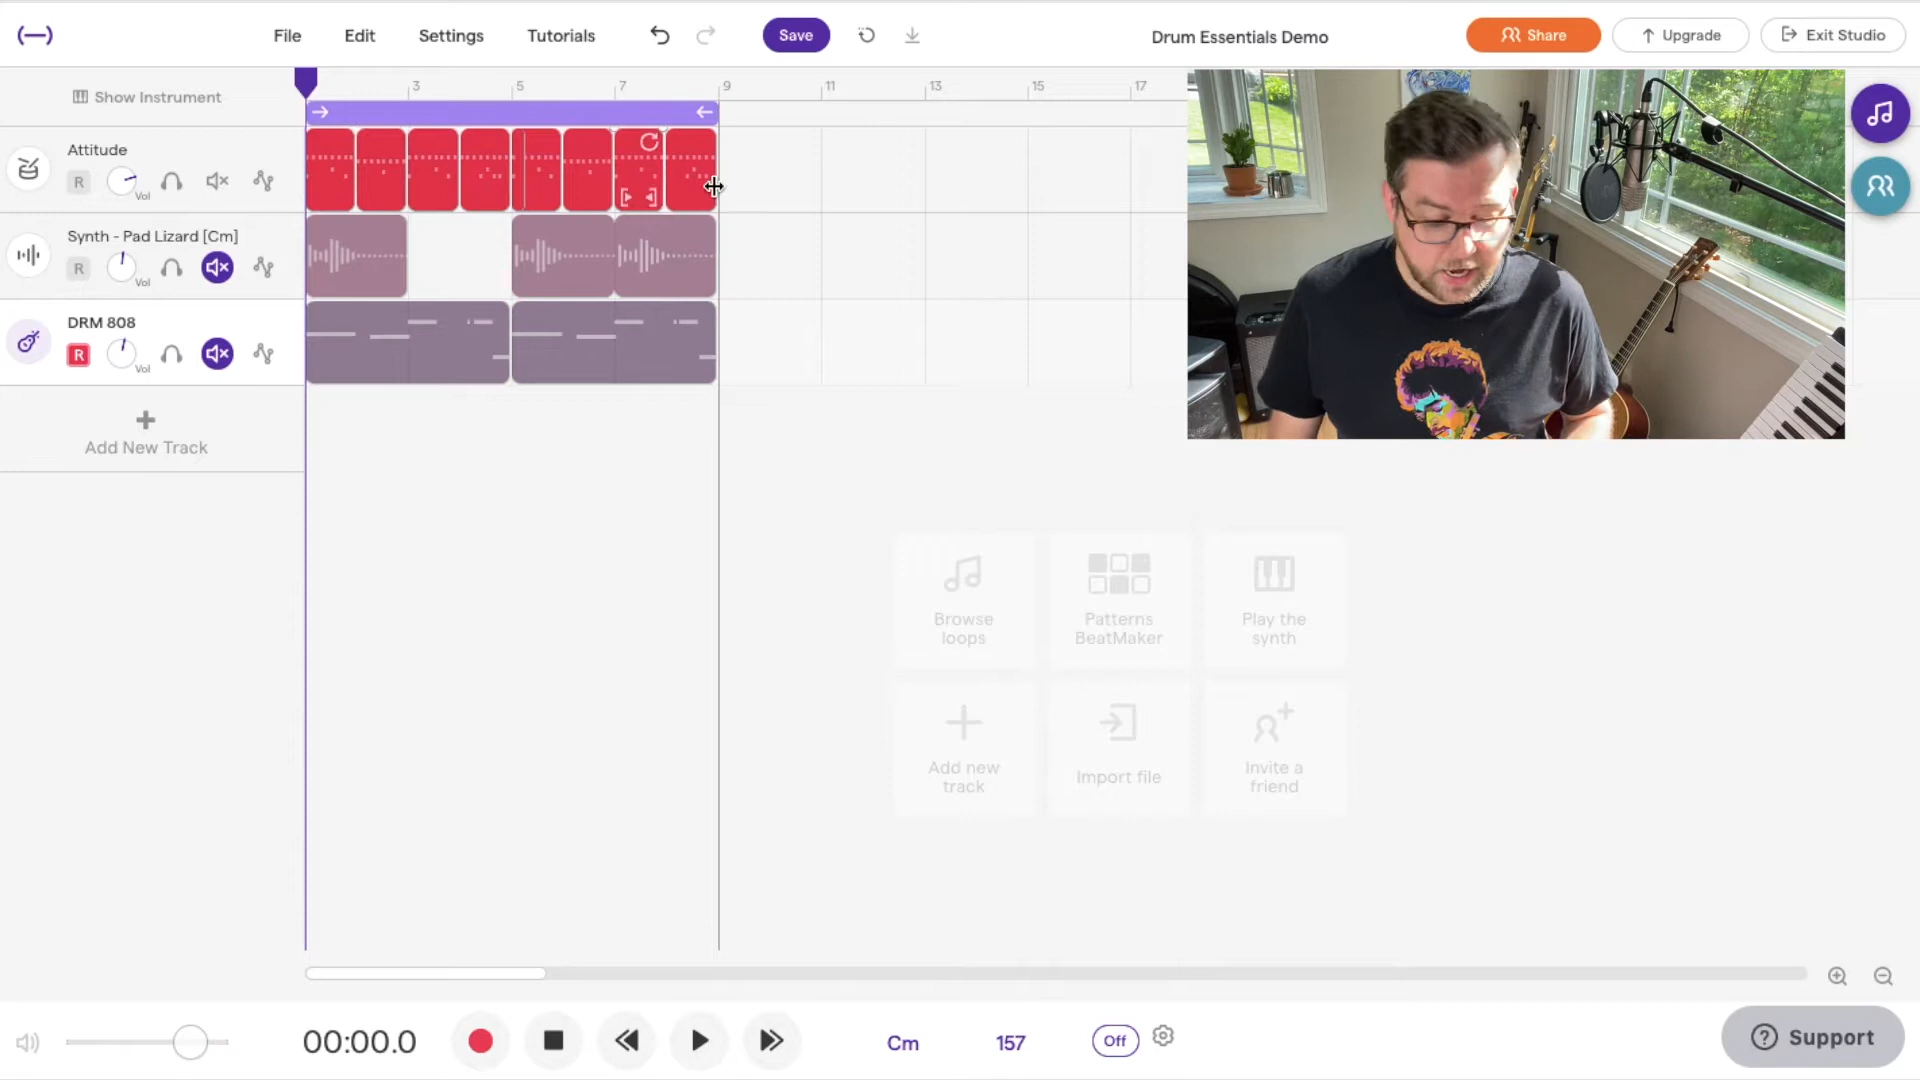 File Edit Settings Tutorials Save Drum Essentials Demo Share Upgrade Exit Studio
Show Instrument
3 5 7 9 11 13 15 17
Attitude
R Vol
Synth - Pad Lizard [Cm]
R Vol
DRM 808
R Vol
Add New Track
Browse
loops
Patterns
BeatMaker
Play the
synth
Add new
track
Import file
Invite a
friend
00:00.0 Cm 157 Off Support